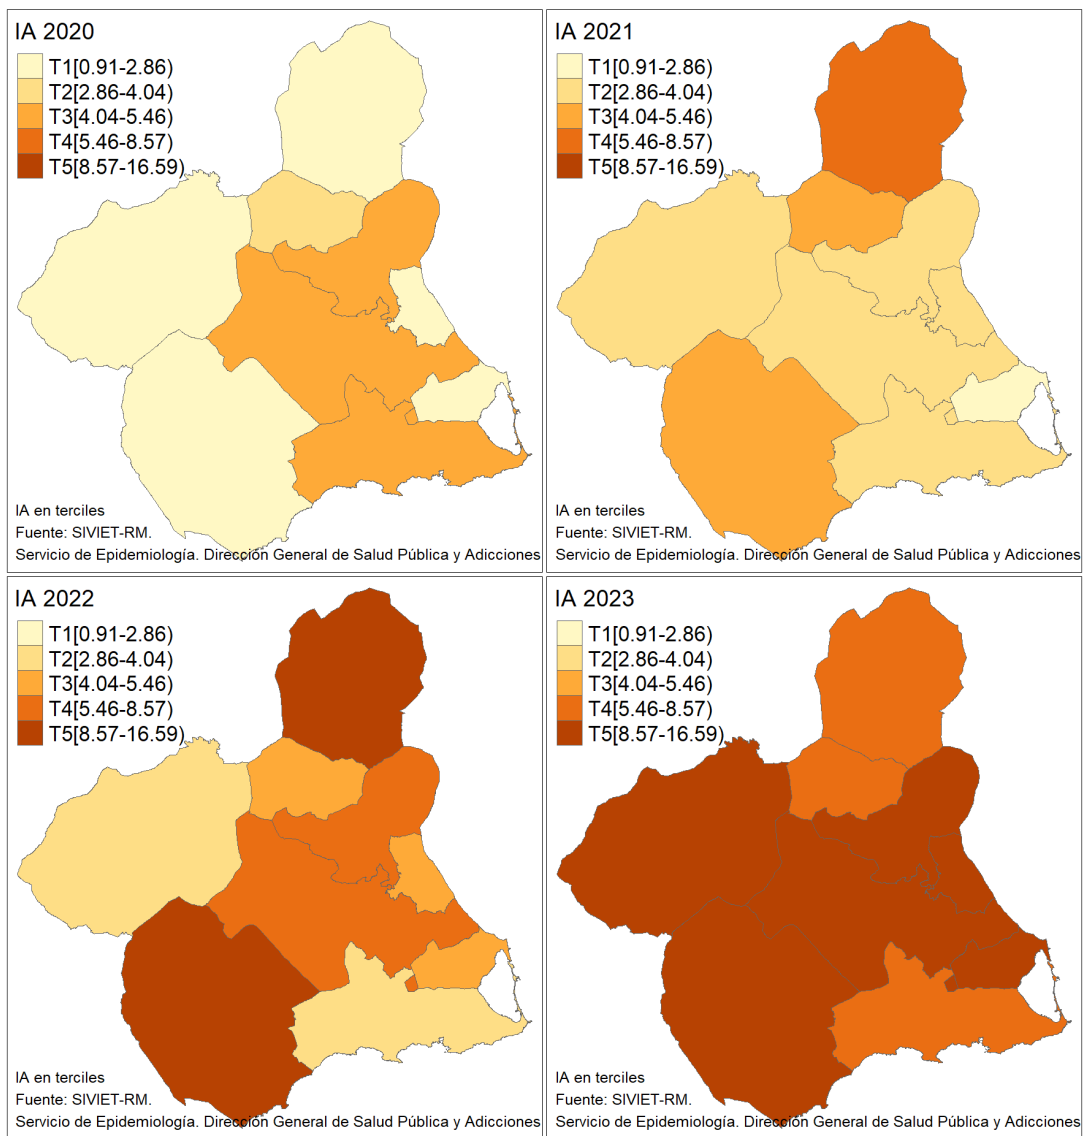 IA 2020
T1[0.91-2.86)
T2[2.86-4.04)
T3[4.04-5.46)
T4[5.46-8.57)
T5[8.57-16.59)
IA en terciles
Fuente: SIVIET-RM.
Servicio de Epidemiología. Dirección General de Salud Pública y Adicciones
IA 2021
T1[0.91-2.86)
T2[2.86-4.04)
T3[4.04-5.46)
T4[5.46-8.57)
T5[8.57-16.59)
IA en terciles
Fuente: SIVIET-RM.
Servicio de Epidemiología. Dirección General de Salud Pública y Adicciones
IA 2022
T1[0.91-2.86)
T2[2.86-4.04)
T3[4.04-5.46)
T4[5.46-8.57)
T5[8.57-16.59)
IA en terciles
Fuente: SIVIET-RM.
Servicio de Epidemiología. Dirección General de Salud Pública y Adicciones
IA 2023
T1[0.91-2.86)
T2[2.86-4.04)
T3[4.04-5.46)
T4[5.46-8.57)
T5[8.57-16.59)
IA en terciles
Fuente: SIVIET-RM.
Servicio de Epidemiología. Dirección General de Salud Pública y Adicciones